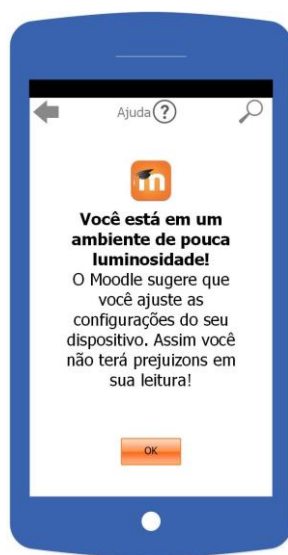 Ajuda ?
m
Você está em um
ambiente de pouca
luminosidade!
O Moodle sugere que
você ajuste as
configurações do seu
dispositivo. Assim você
não terá prejuizons em
sua leitura!
OK